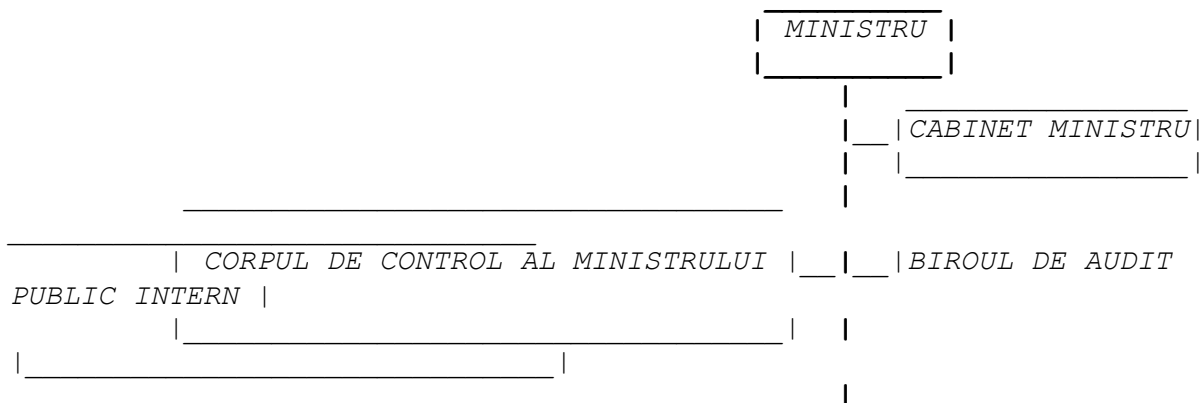 MINISTRU
CABINET MINISTRU
CORPUL DE CONTROL AL MINISTRULUI BIROUL DE AUDIT
PUBLIC INTERN